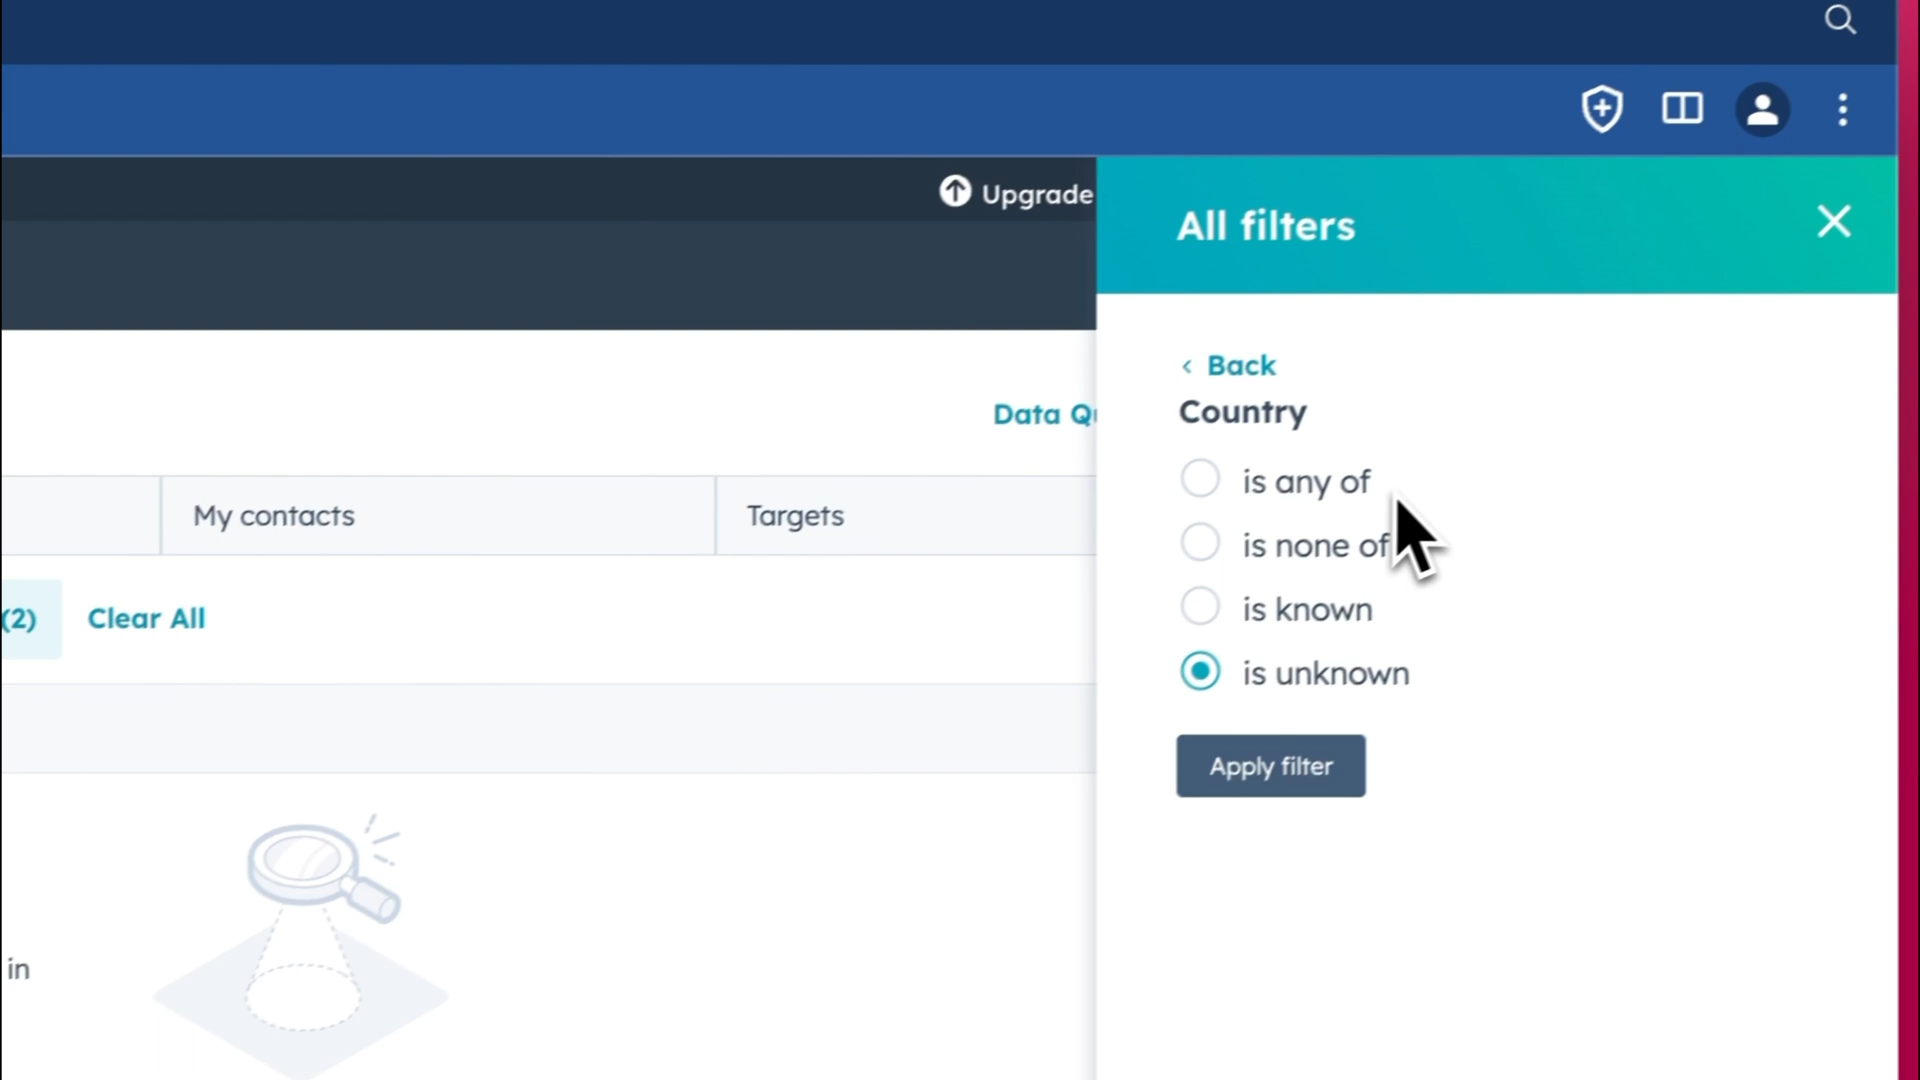 Upgrade
All filters
Back
Data
Country
is any of
My contacts
Targets
is none of
is known
(2)
Clear All
is unknown
Apply filter
in